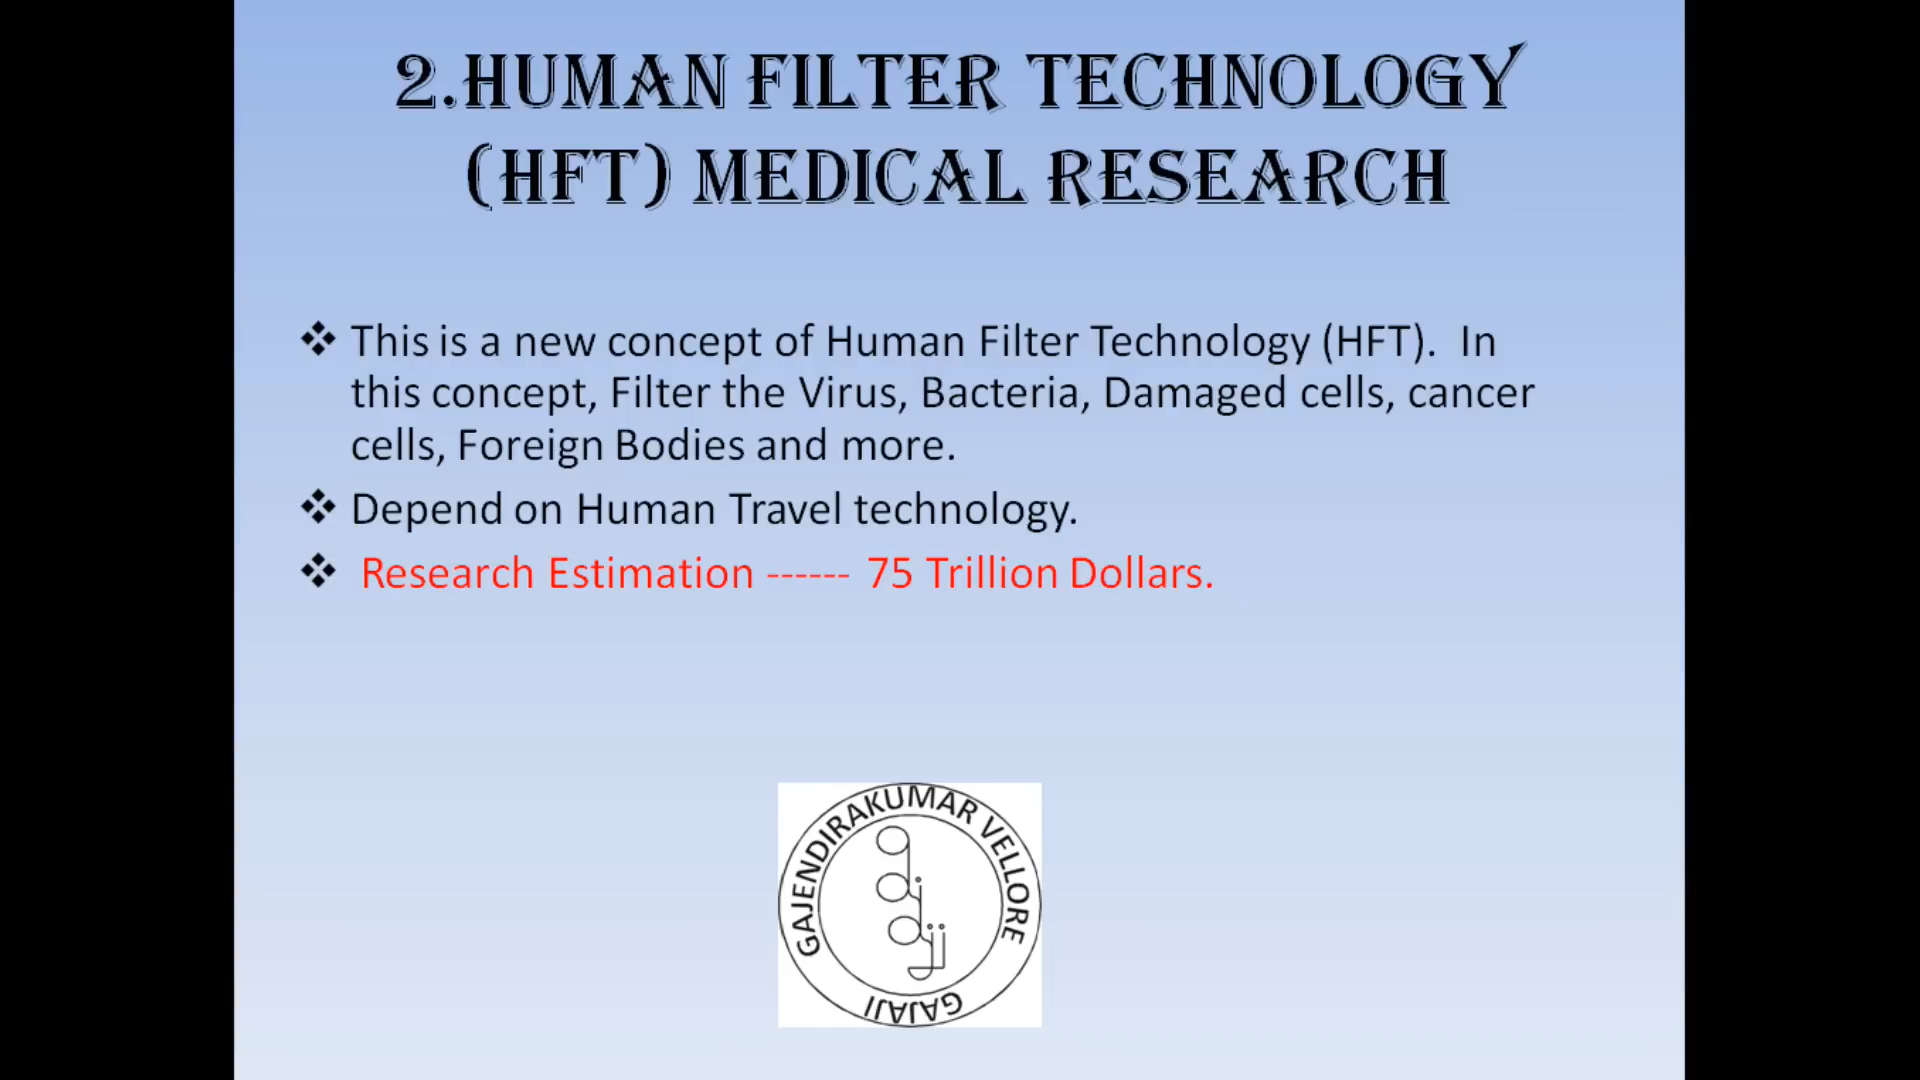 2.HUMAN FILTER TECHNOLOGY
(HFT) MEDICAL RESEARCH
❖ This is a new concept of Human Filter Technology (HFT).  In
this concept, Filter the Virus, Bacteria, Damaged cells, cancer
cells, Foreign Bodies and more.
❖ Depend on Human Travel technology.
❖ Research Estimation ------ 75 Trillion Dollars.
GAJENDIRAKUMAR VELLORE
GAJAJI